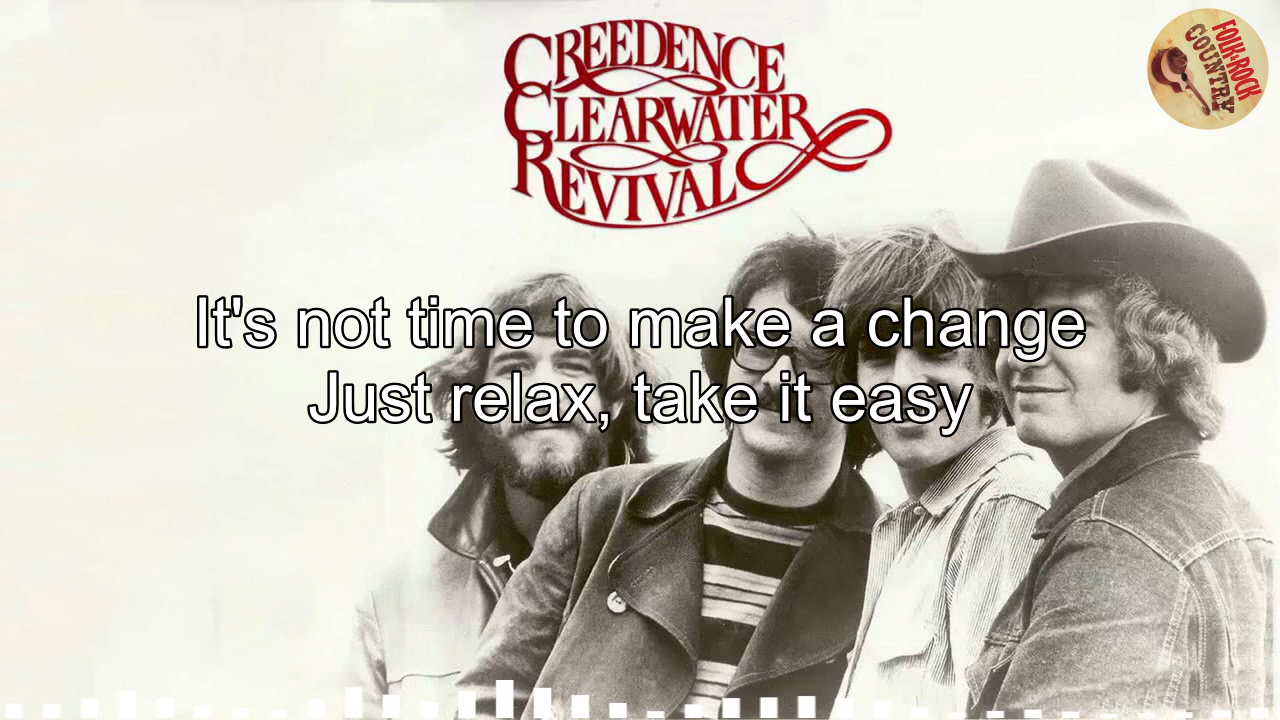 CREEDENCE
CLEARWATER
REVIVAL
FOLK & ROCK
COUNTRY
It's not time to make a change
Just relax, take it easy